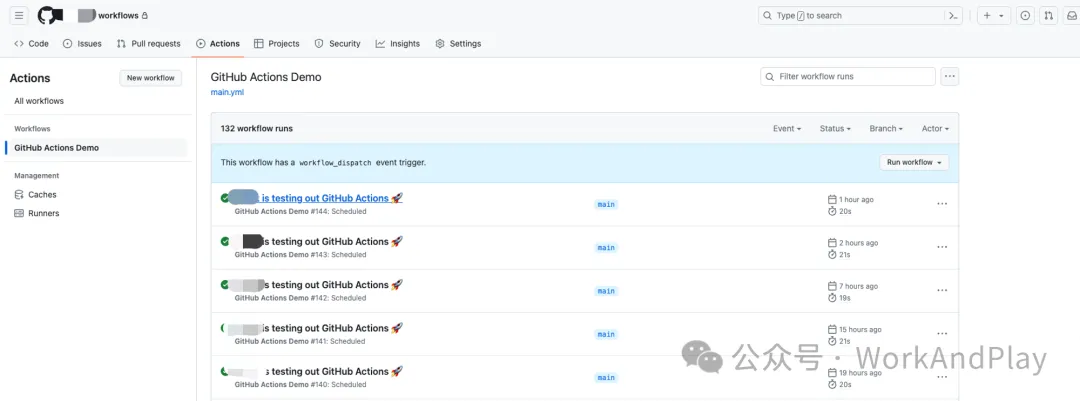 workflows
Type / to search
Code Issues Pull requests Actions Projects Security Insights Settings
Actions
New workflow
All workflows
Workflows
GitHub Actions Demo
Management
Caches
Runners
GitHub Actions Demo
main.yml
Filter workflow runs
132 workflow runs
Event Status Branch Actor
This workflow has a workflow_dispatch event trigger.
Run workflow
is testing out GitHub Actions 🚀
GitHub Actions Demo #144: Scheduled
main
1 hour ago
20s
is testing out GitHub Actions 🚀
GitHub Actions Demo #143: Scheduled
main
2 hours ago
21s
is testing out GitHub Actions 🚀
GitHub Actions Demo #142: Scheduled
main
7 hours ago
19s
is testing out GitHub Actions 🚀
GitHub Actions Demo #141: Scheduled
main
15 hours ago
21s
is testing out GitHub Actions 🚀
GitHub Actions Demo #140: Scheduled
main
19 hours ago
20s
公众号 · WorkAndPlay